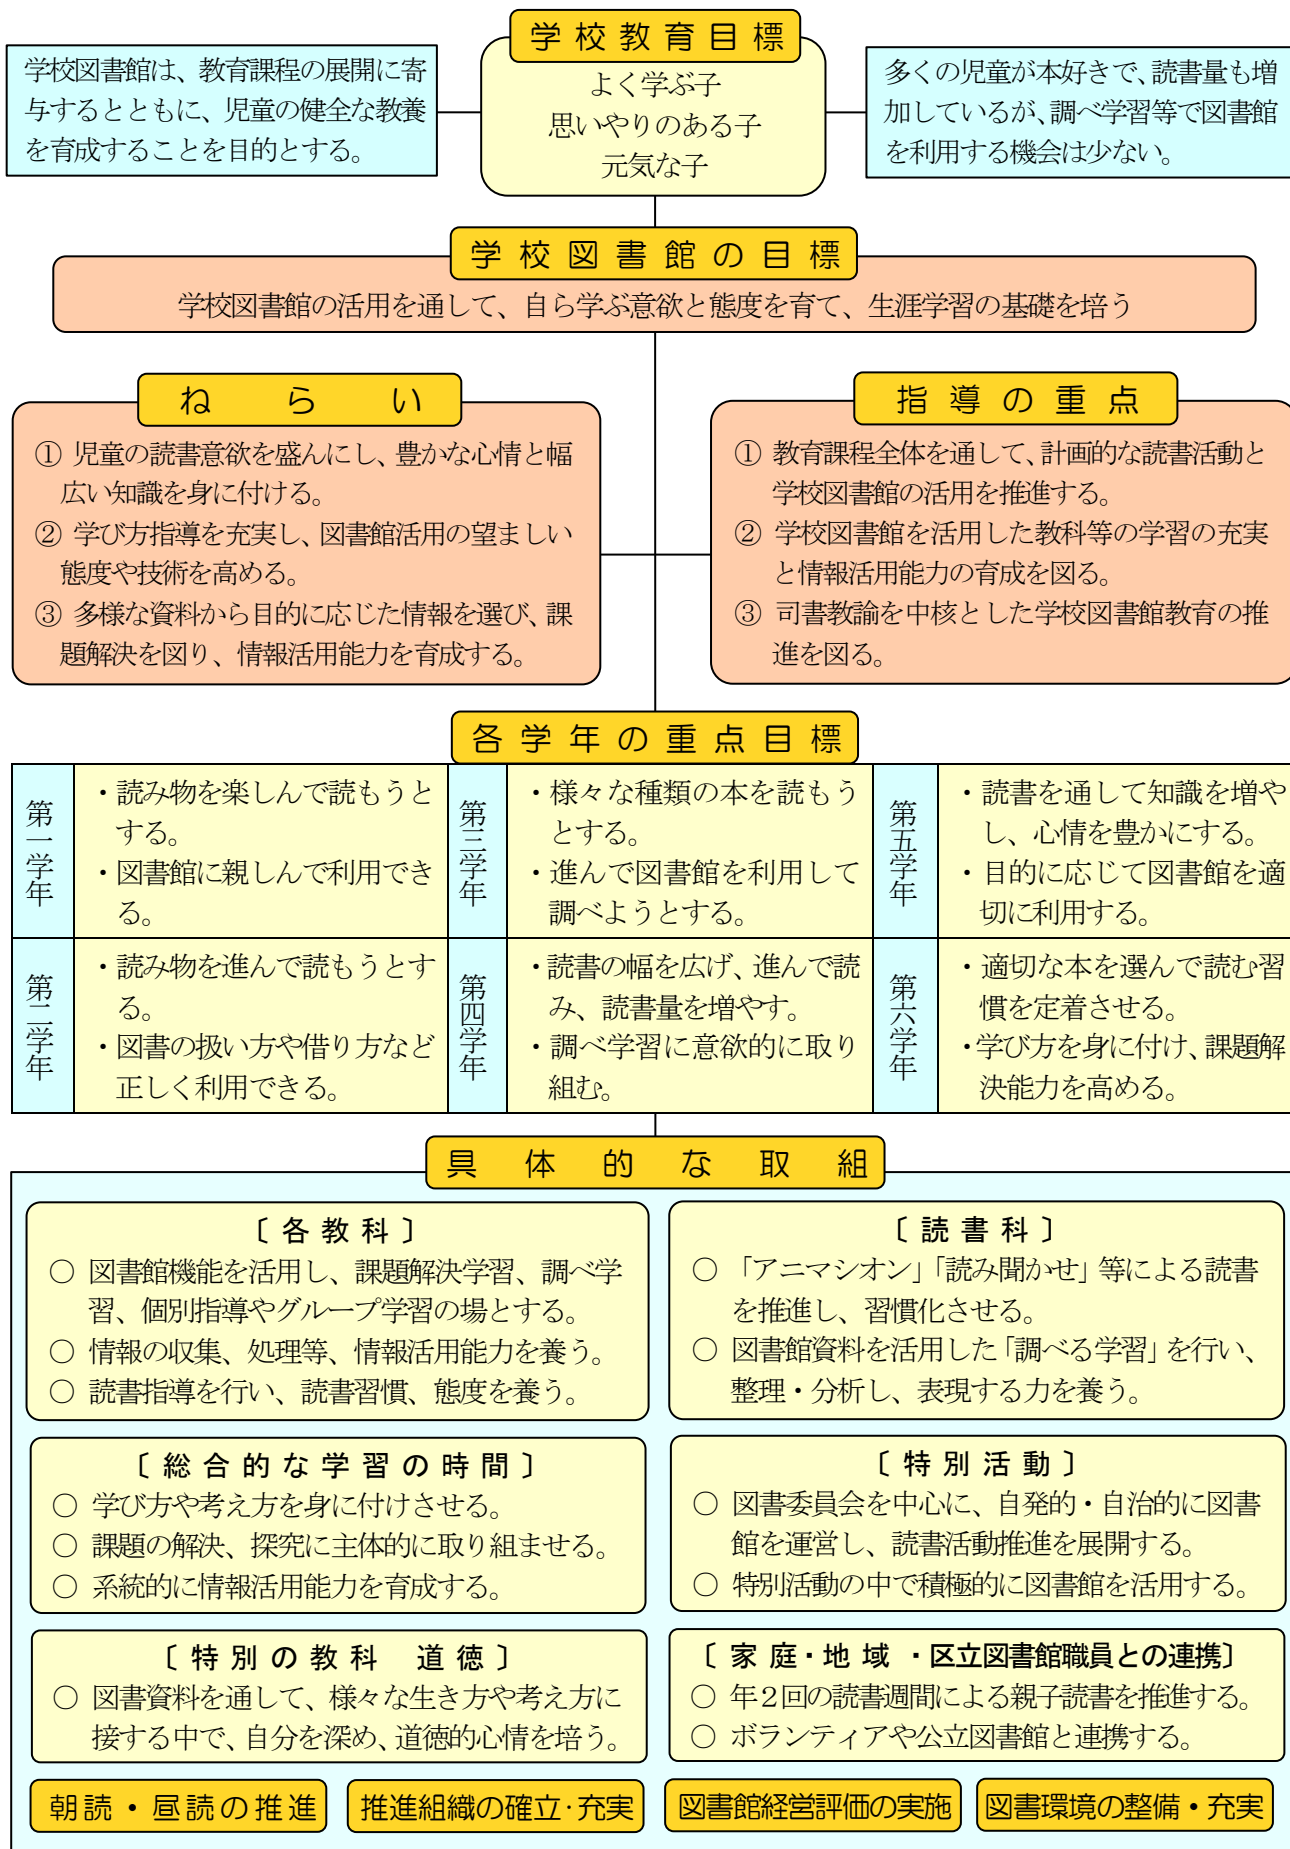 学校教育目標
よく学ぶ子
思いやりのある子
元気な子
学校図書館は、教育課程の展開に寄
与するとともに、児童の健全な教養
を育成することを目的とする。
多くの児童が本好きで、読書量も増
加しているが、調べ学習等で図書館
を利用する機会は少ない。
学校図書館の目標
学校図書館の活用を通して、自ら学ぶ意欲と態度を育て、生涯学習の基礎を培う
ねらい
① 児童の読書意欲を盛んにし、豊かな心情と幅
広い知識を身に付ける。
② 学び方指導を充実し、図書館活用の望ましい
態度や技術を高める。
③ 多様な資料から目的に応じた情報を選び、課
題解決を図り、情報活用能力を育成する。
指導の重点
① 教育課程全体を通して、計画的な読書活動と
学校図書館の活用を推進する。
② 学校図書館を活用した教科等の学習の充実
と情報活用能力の育成を図る。
③ 司書教諭を中核とした学校図書館教育の推
進を図る。
各学年の重点目標
第一学年
・読み物を楽しんで読もうと
する。
・図書館に親しんで利用でき
る。
第三学年
・様々な種類の本を読もう
とする。
・進んで図書館を利用して
調べようとする。
第五学年
・読書を通して知識を増や
し、心情を豊かにする。
・目的に応じて図書館を適
切に利用する。
第二学年
・読み物を進んで読もうとす
る。
・図書の扱い方や借り方など
正しく利用できる。
第四学年
・読書の幅を広げ、進んで読
み、読書量を増やす。
・調べ学習に意欲的に取り
組む。
第六学年
・適切な本を選んで読む習
慣を定着させる。
・学び方を身に付け、課題解
決能力を高める。
具体的な取組
〔各教科〕
○ 図書館機能を活用し、課題解決学習、調べ学
習、個別指導やグループ学習の場とする。
○ 情報の収集、処理等、情報活用能力を養う。
○ 読書指導を行い、読書習慣、態度を養う。
〔読書科〕
○ 「アニマシオン」「読み聞かせ」等による読書
を推進し、習慣化させる。
○ 図書館資料を活用した「調べる学習」を行い、
整理・分析し、表現する力を養う。
〔総合的な学習の時間〕
○ 学び方や考え方を身に付けさせる。
○ 課題の解決、探究に主体的に取り組ませる。
○ 系統的に情報活用能力を育成する。
〔特別活動〕
○ 図書委員会を中心に、自発的・自治的に図書
館を運営し、読書活動推進を展開する。
○ 特別活動の中で積極的に図書館を活用する。
〔特別の教科 道徳〕
○ 図書資料を通して、様々な生き方や考え方に
接する中で、自分を深め、道徳的心情を培う。
〔家庭・地域・区立図書館職員との連携〕
○ 年2回の読書週間による親子読書を推進する。
○ ボランティアや公立図書館と連携する。
朝読・昼読の推進
推進組織の確立・充実
図書館経営評価の実施
図書環境の整備・充実